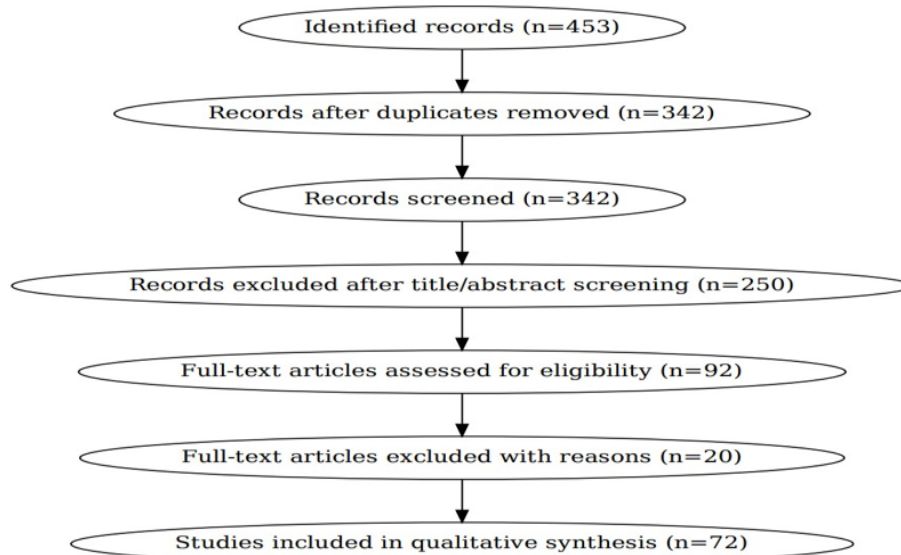 Identified records (n=453)
Records after duplicates removed (n=342)
Records screened (n=342)
Records excluded after title/abstract screening (n=250)
Full-text articles assessed for eligibility (n=92)
Full-text articles excluded with reasons (n=20)
Studies included in qualitative synthesis (n=72)